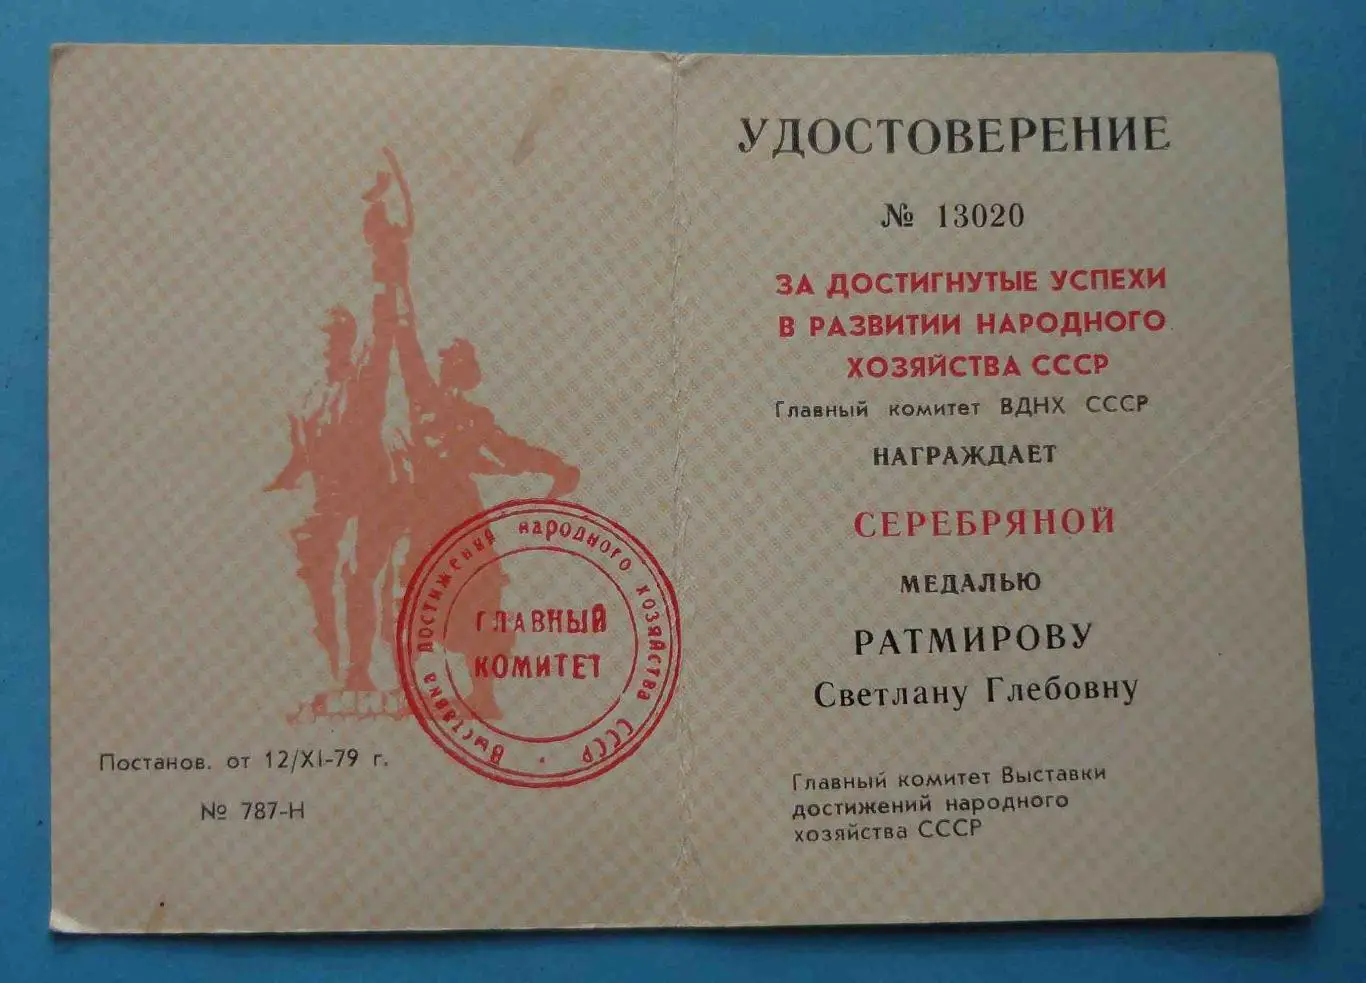 Постанов. от 12/XI-79 г.
№ 787-Н
Выставка достижений народного хозяйства СССР ·
ГЛАВНЫЙ
КОМИТЕТ
УДОСТОВЕРЕНИЕ
№ 13020
ЗА ДОСТИГНУТЫЕ УСПЕХИ
В РАЗВИТИИ НАРОДНОГО
ХОЗЯЙСТВА СССР
Главный комитет ВДНХ СССР
НАГРАЖДАЕТ
СЕРЕБРЯНОЙ
МЕДАЛЬЮ
РАТМИРОВУ
Светлану Глебовну
Главный комитет Выставки
достижений народного
хозяйства СССР